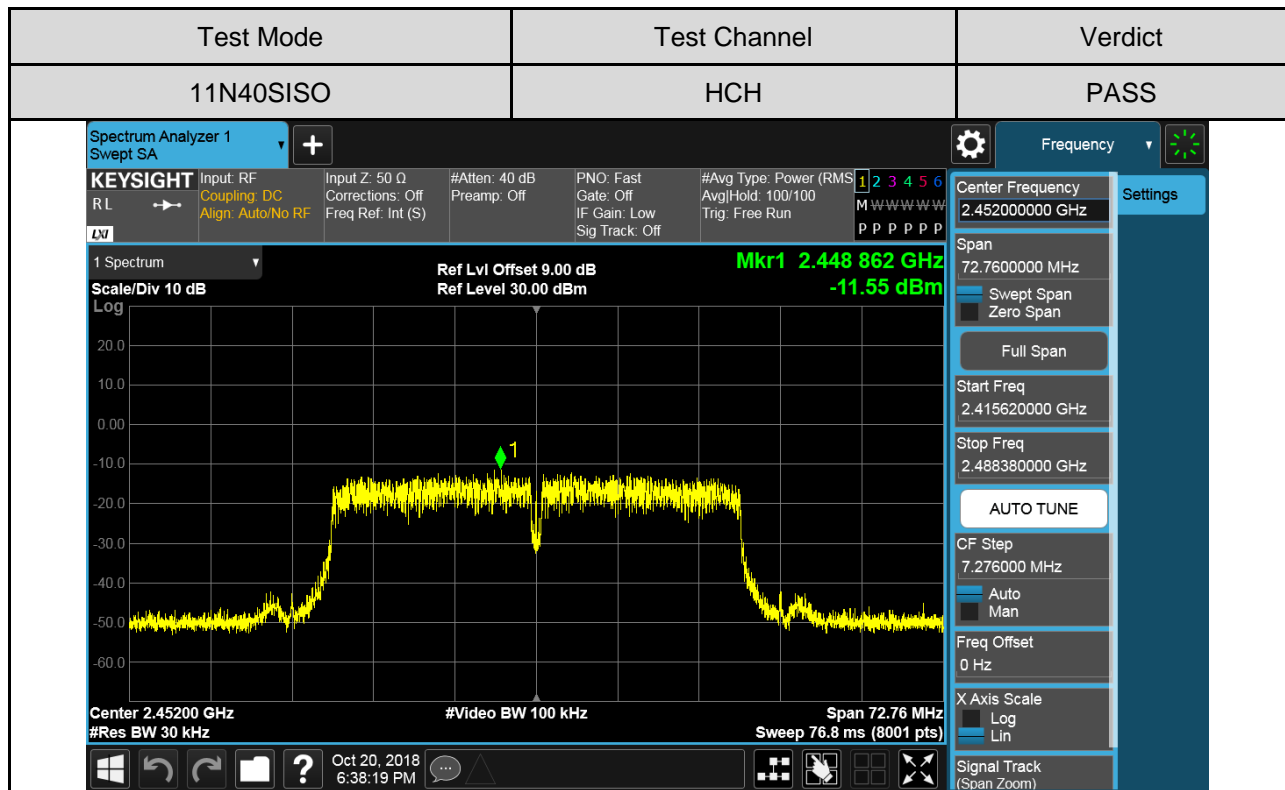 Test Mode Test Channel Verdict
11N40SISO HCH PASS
Spectrum Analyzer 1
Swept SA
+
Frequency
KEYSIGHT
RL
LXI
Input: RF
Coupling: DC
Align: Auto/No RF
Input Z: 50 Ω
Corrections: Off
Freq Ref: Int (S)
#Atten: 40 dB
Preamp: Off
PNO: Fast
Gate: Off
IF Gain: Low
Sig Track: Off
#Avg Type: Power (RMS
Avg|Hold: 100/100
Trig: Free Run
1 2 3 4 5 6
M W W W W W
P P P P P P
1 Spectrum
Scale/Div 10 dB
Ref Lvl Offset 9.00 dB
Ref Level 30.00 dBm
Mkr1 2.448 862 GHz
-11.55 dBm
Log
20.0
10.0
0.00
-10.0
-20.0
-30.0
-40.0
-50.0
-60.0
1
Center 2.45200 GHz
#Res BW 30 kHz
#Video BW 100 kHz
Span 72.76 MHz
Sweep 76.8 ms (8001 pts)
Center Frequency
2.452000000 GHz
Settings
Span
72.7600000 MHz
Swept Span
Zero Span
Full Span
Start Freq
2.415620000 GHz
Stop Freq
2.488380000 GHz
AUTO TUNE
CF Step
7.276000 MHz
Auto
Man
Freq Offset
0 Hz
X Axis Scale
Log
Lin
Signal Track
(Span Zoom)
?
Oct 20, 2018
6:38:19 PM